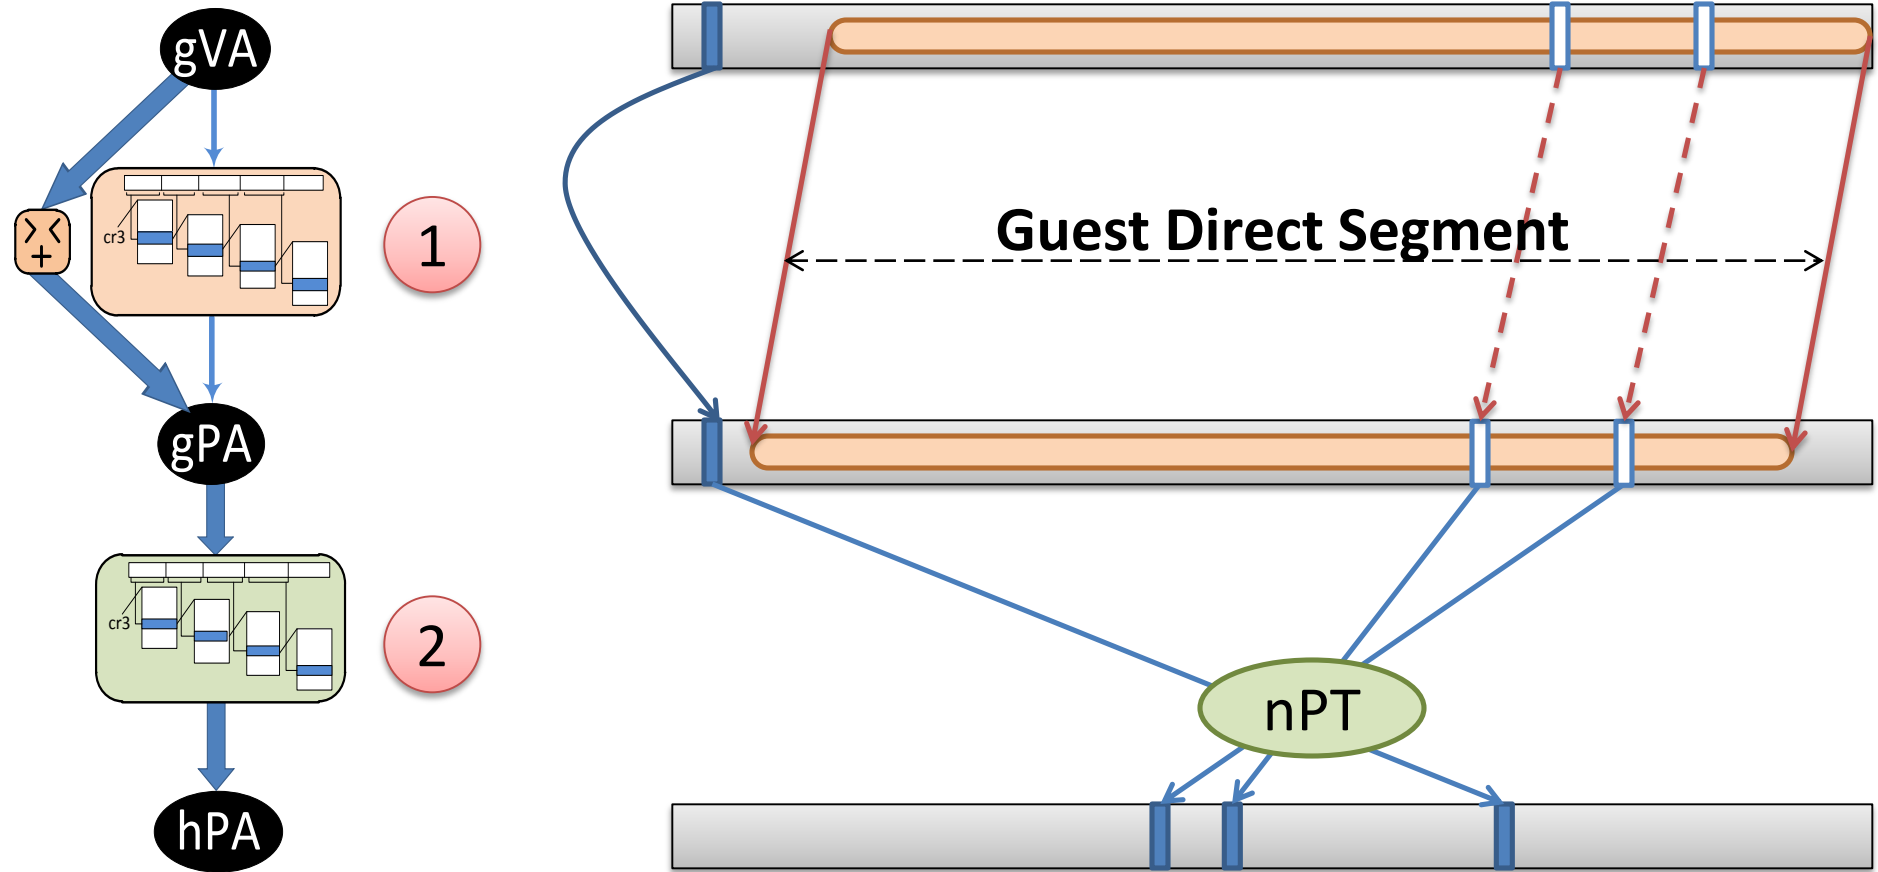 gVA
cr3
> <
+
1
Guest Direct Segment
gPA
cr3
2
nPT
hPA